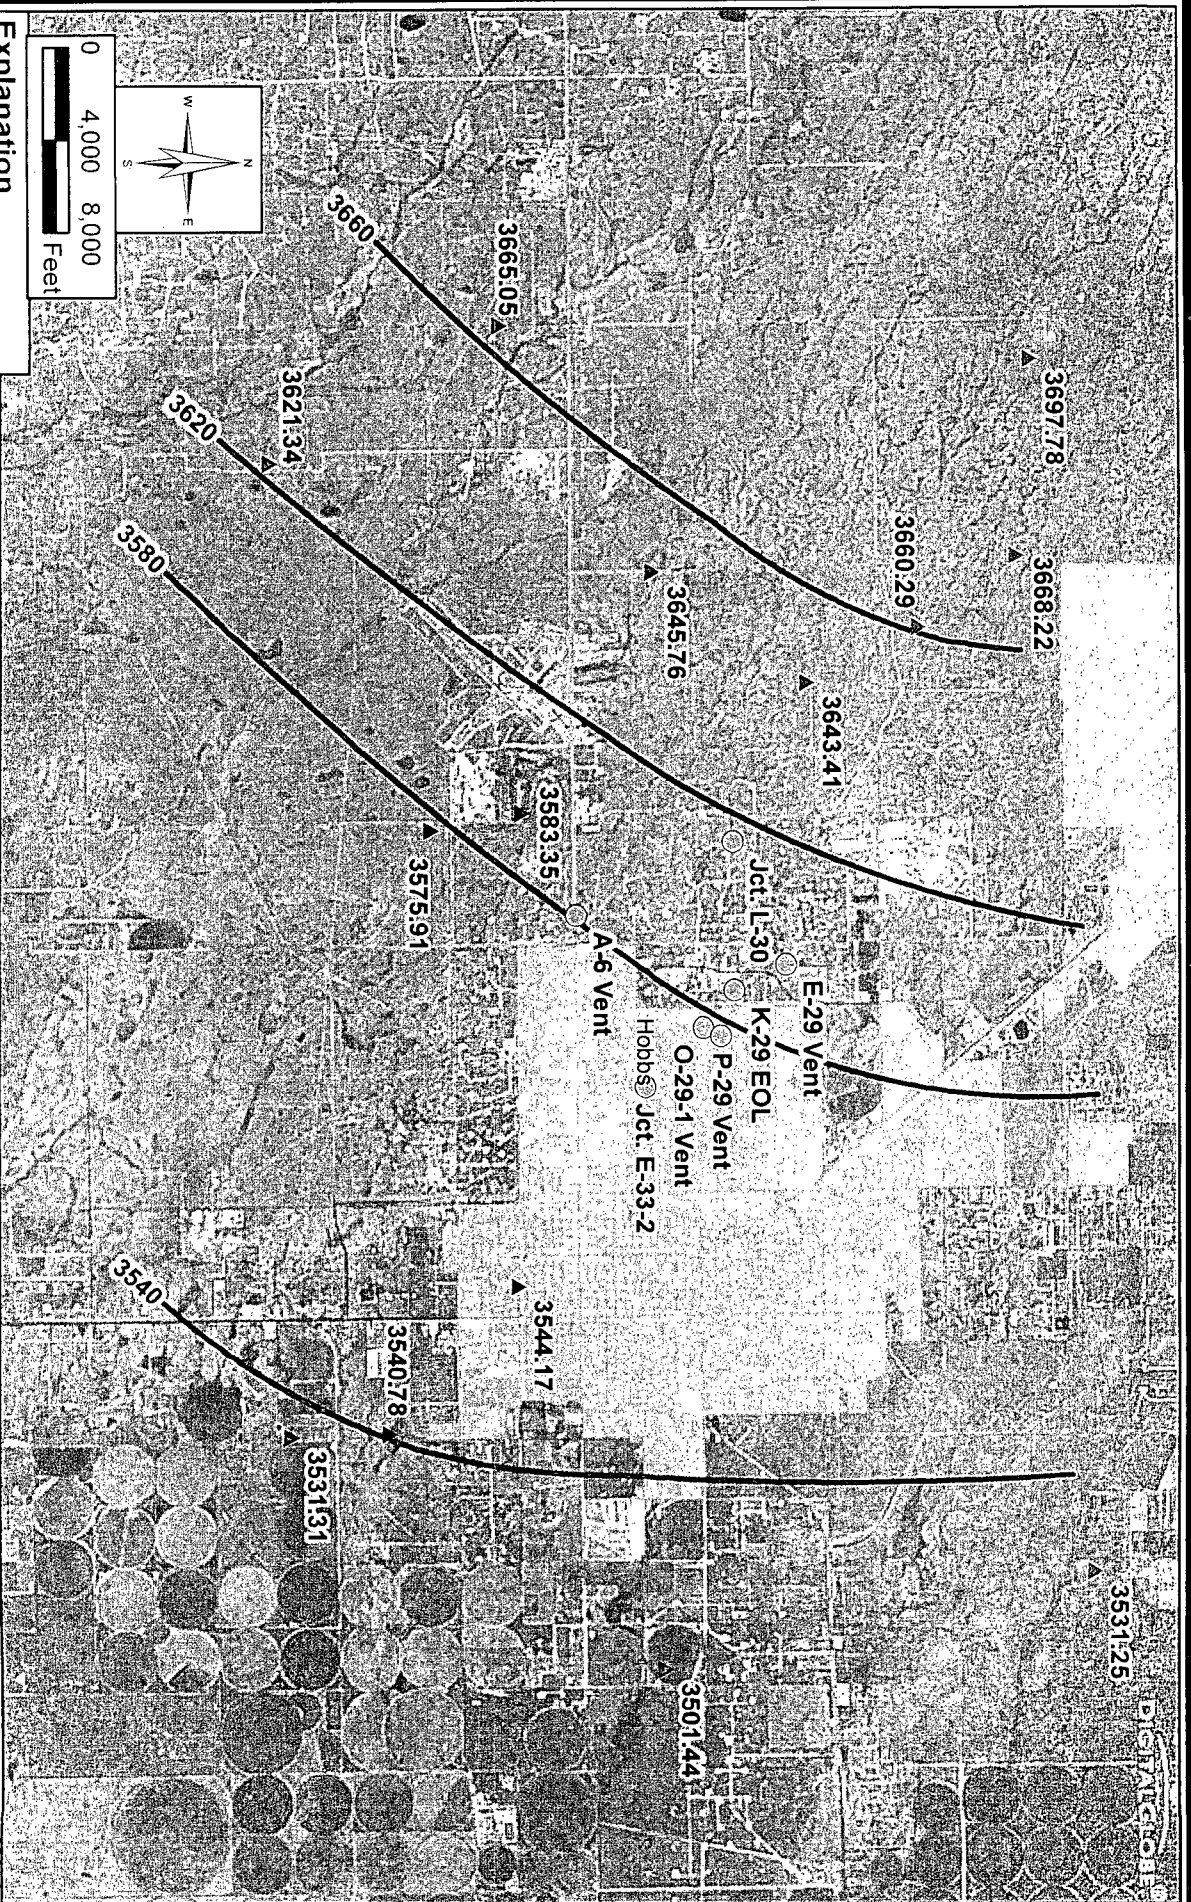 DIGITALGLOBE
3697.78
3668.22
3531.25
3660.29
3643.41
3645.76
E-29 Vent
Jct. L-30
K-29 EOL
P-29 Vent
O-29-1 Vent
Hobbs
Jct. E-33-2
A-6 Vent
3501.44
3665.05
3583.35
3544.17
3660
3575.91
3540.78
3621.34
3531.31
3620
3580
3540
N
W
E
S
0 4,000 8,000
Feet
Explanation